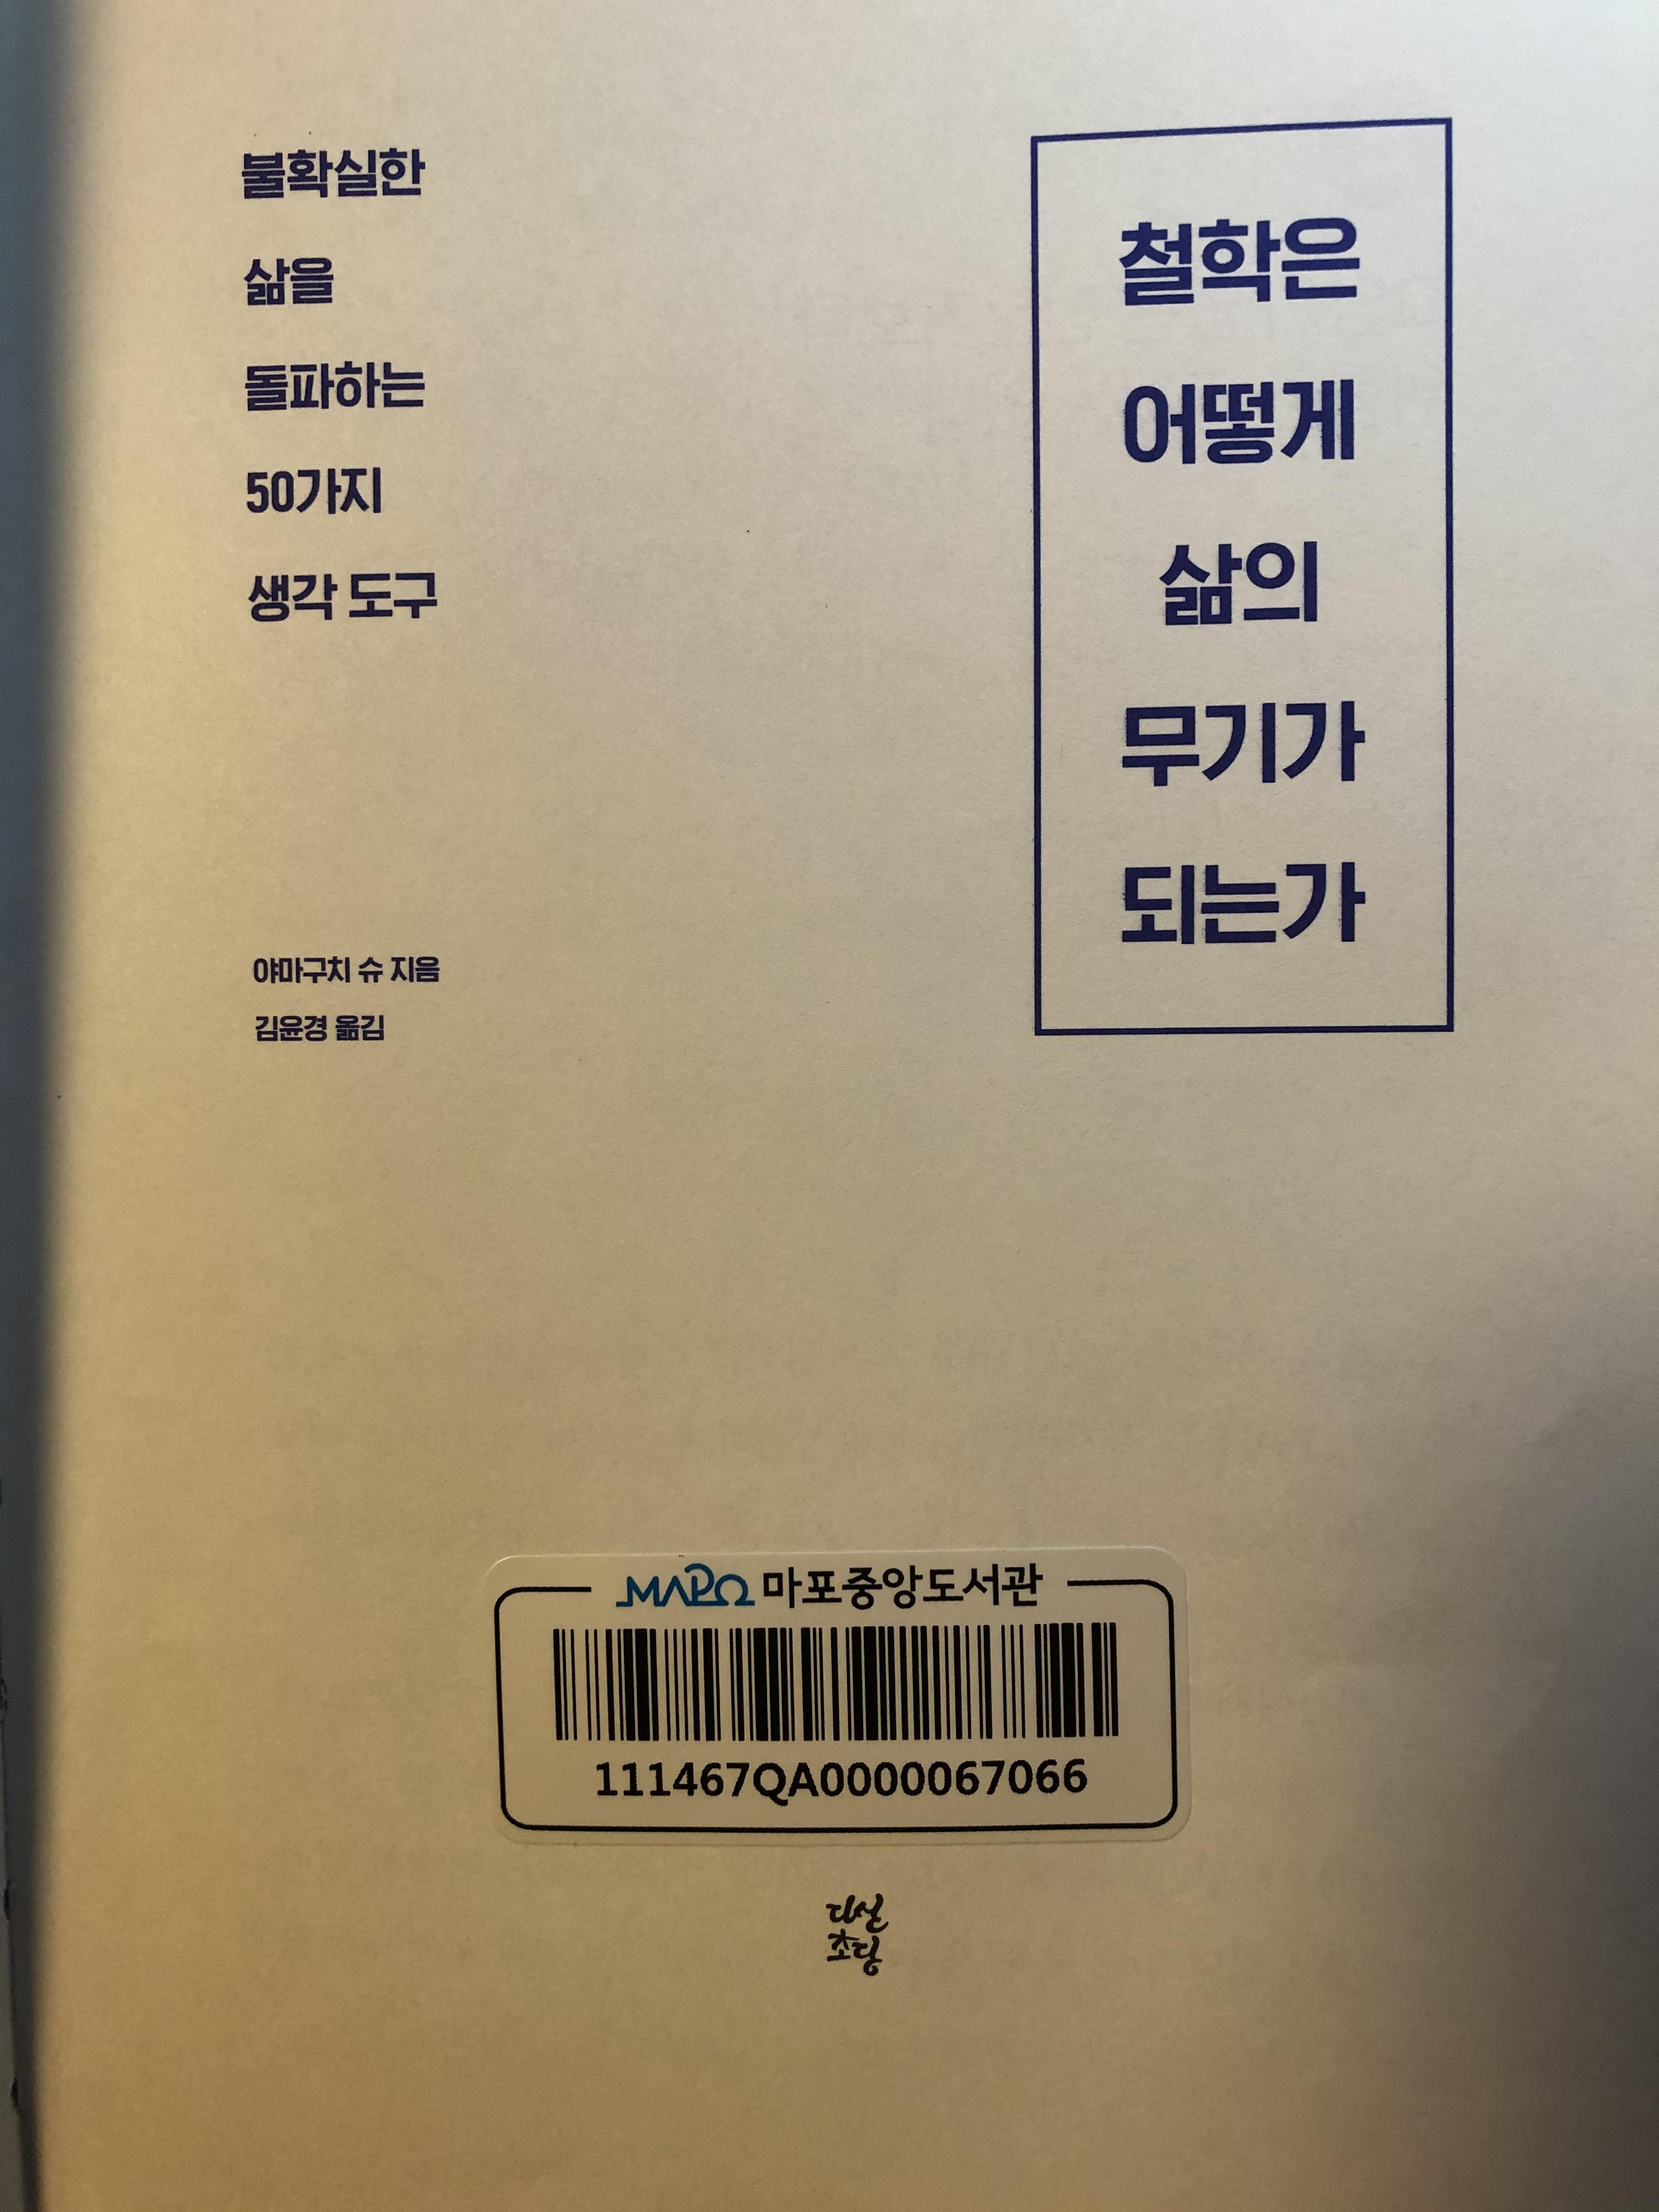 불확실한
삶을
돌파하는
50가지
생각 도구
야마구치 슈 지음
김윤경 옮김
철학은
어떻게
삶의
무기가
되는가
MAPO 마포중앙도서관
111467QA0000067066
다산
초당